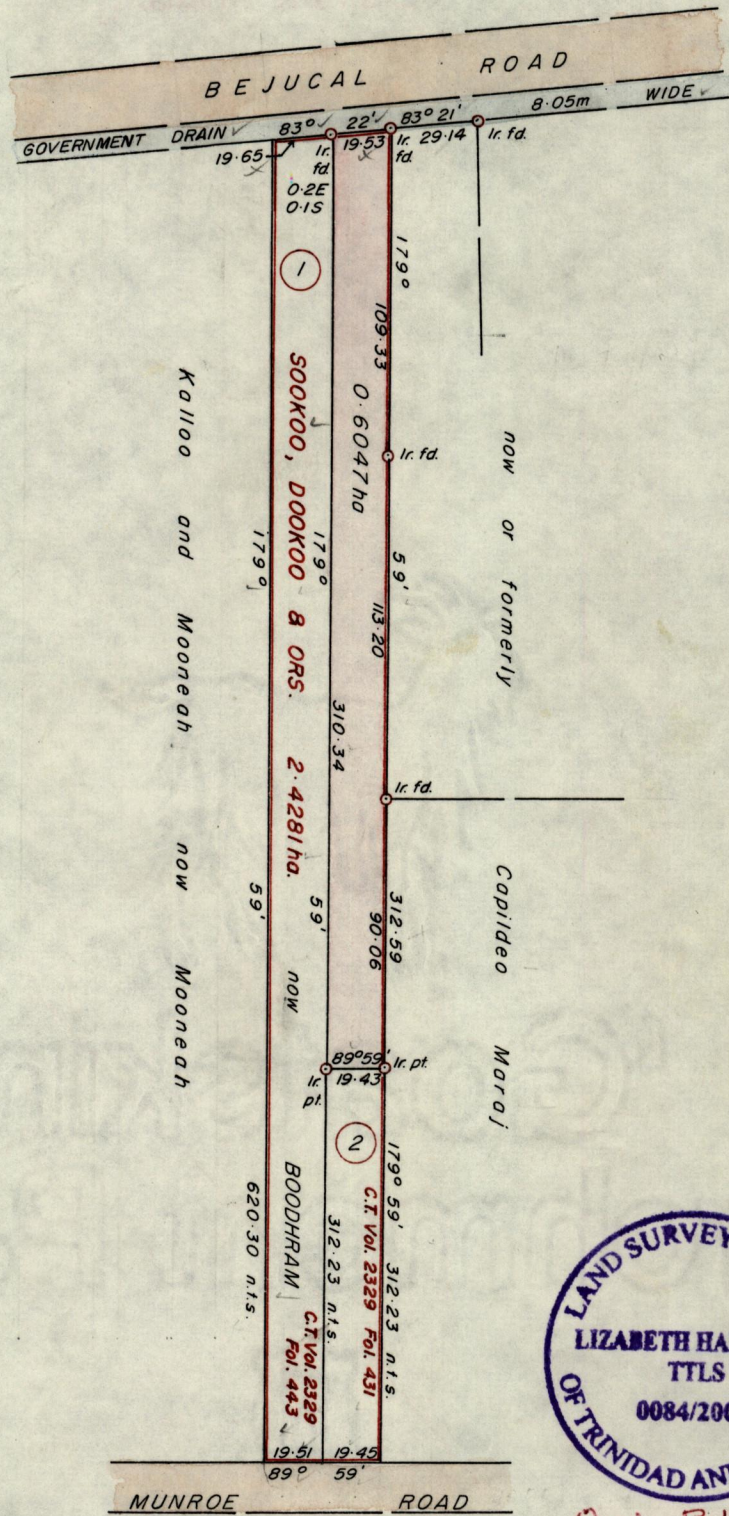 BEJUCAL ROAD
GOVERNMENT DRAIN 83° 22' 83° 21' 8.05m WIDE
19.65 Ir. fd. 19.53 Ir. fd. 29.14 Ir. fd.
0.2E
0.1S
1
179°
109.33
0.6047ha
Ir. fd.
SOOKOO, DOOKOO & ORS. 2.4281ha.
now
BOODHRAM
Kalloo and Mooneah now Mooneah
now or formerly
Capildeo Maraj
179°
59'
620.30 n.t.s.
179°
310.34
59'
312.23 n.t.s.
59'
113.20
Ir. fd.
312.59
90.06
89°59'
19.43
Ir. pt.
Ir. pt.
2
179° 59' 312.23 n.t.s.
C.T. Vol. 2329 Fol. 431
C.T. Vol. 2329
Fol. 443
19.51 19.45
89° 59'
MUNROE ROAD
LAND SURVEY
LIZABETH HA
TTLS
0084/200
OF TRINIDAD AN